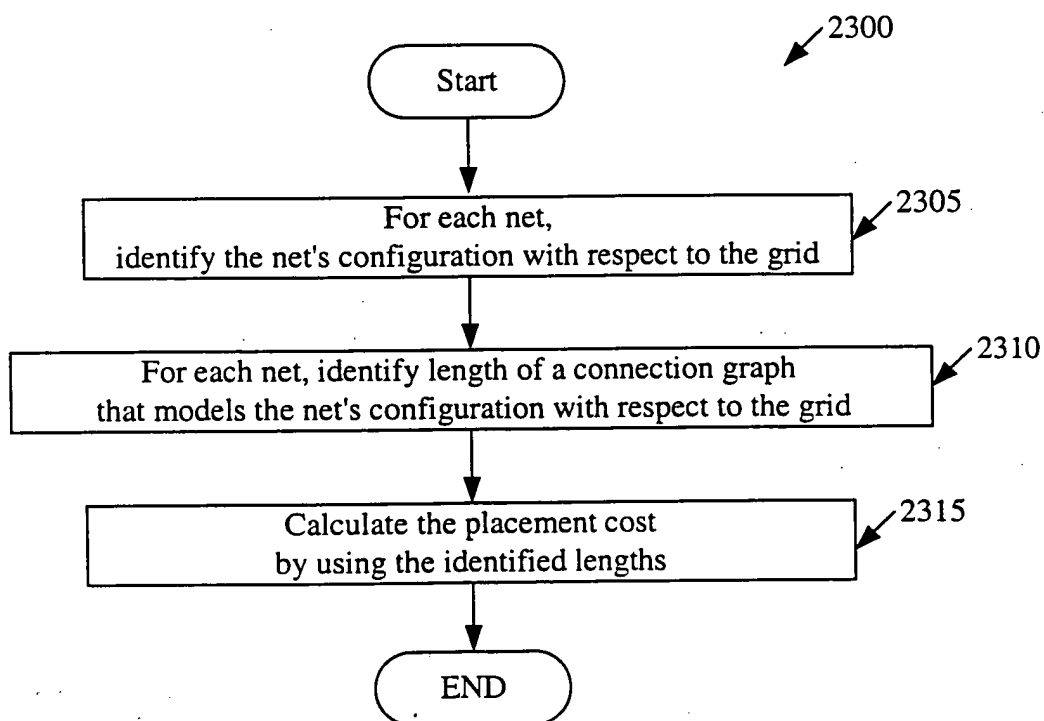 2300
Start
2305
For each net,
identify the net's configuration with respect to the grid
2310
For each net, identify length of a connection graph
that models the net's configuration with respect to the grid
2315
Calculate the placement cost
by using the identified lengths
END